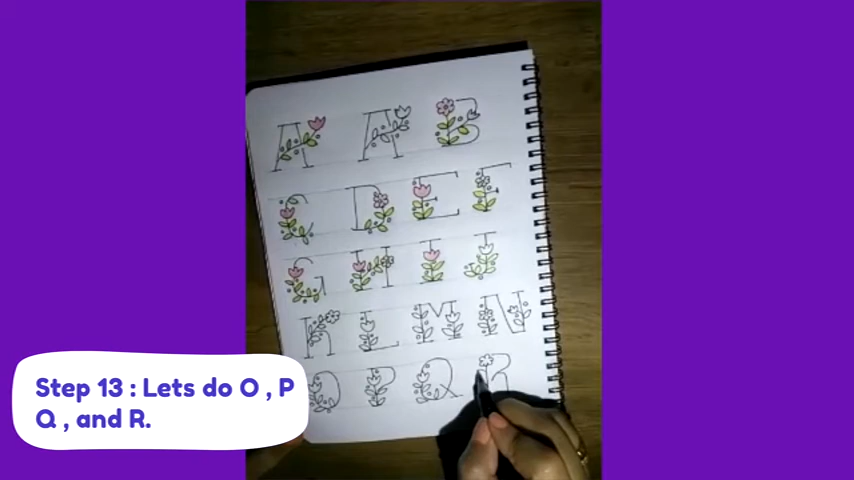 A A B
C D E F
G H I J
K L M N
O P Q R
Step 13 : Lets do O , P
Q , and R.